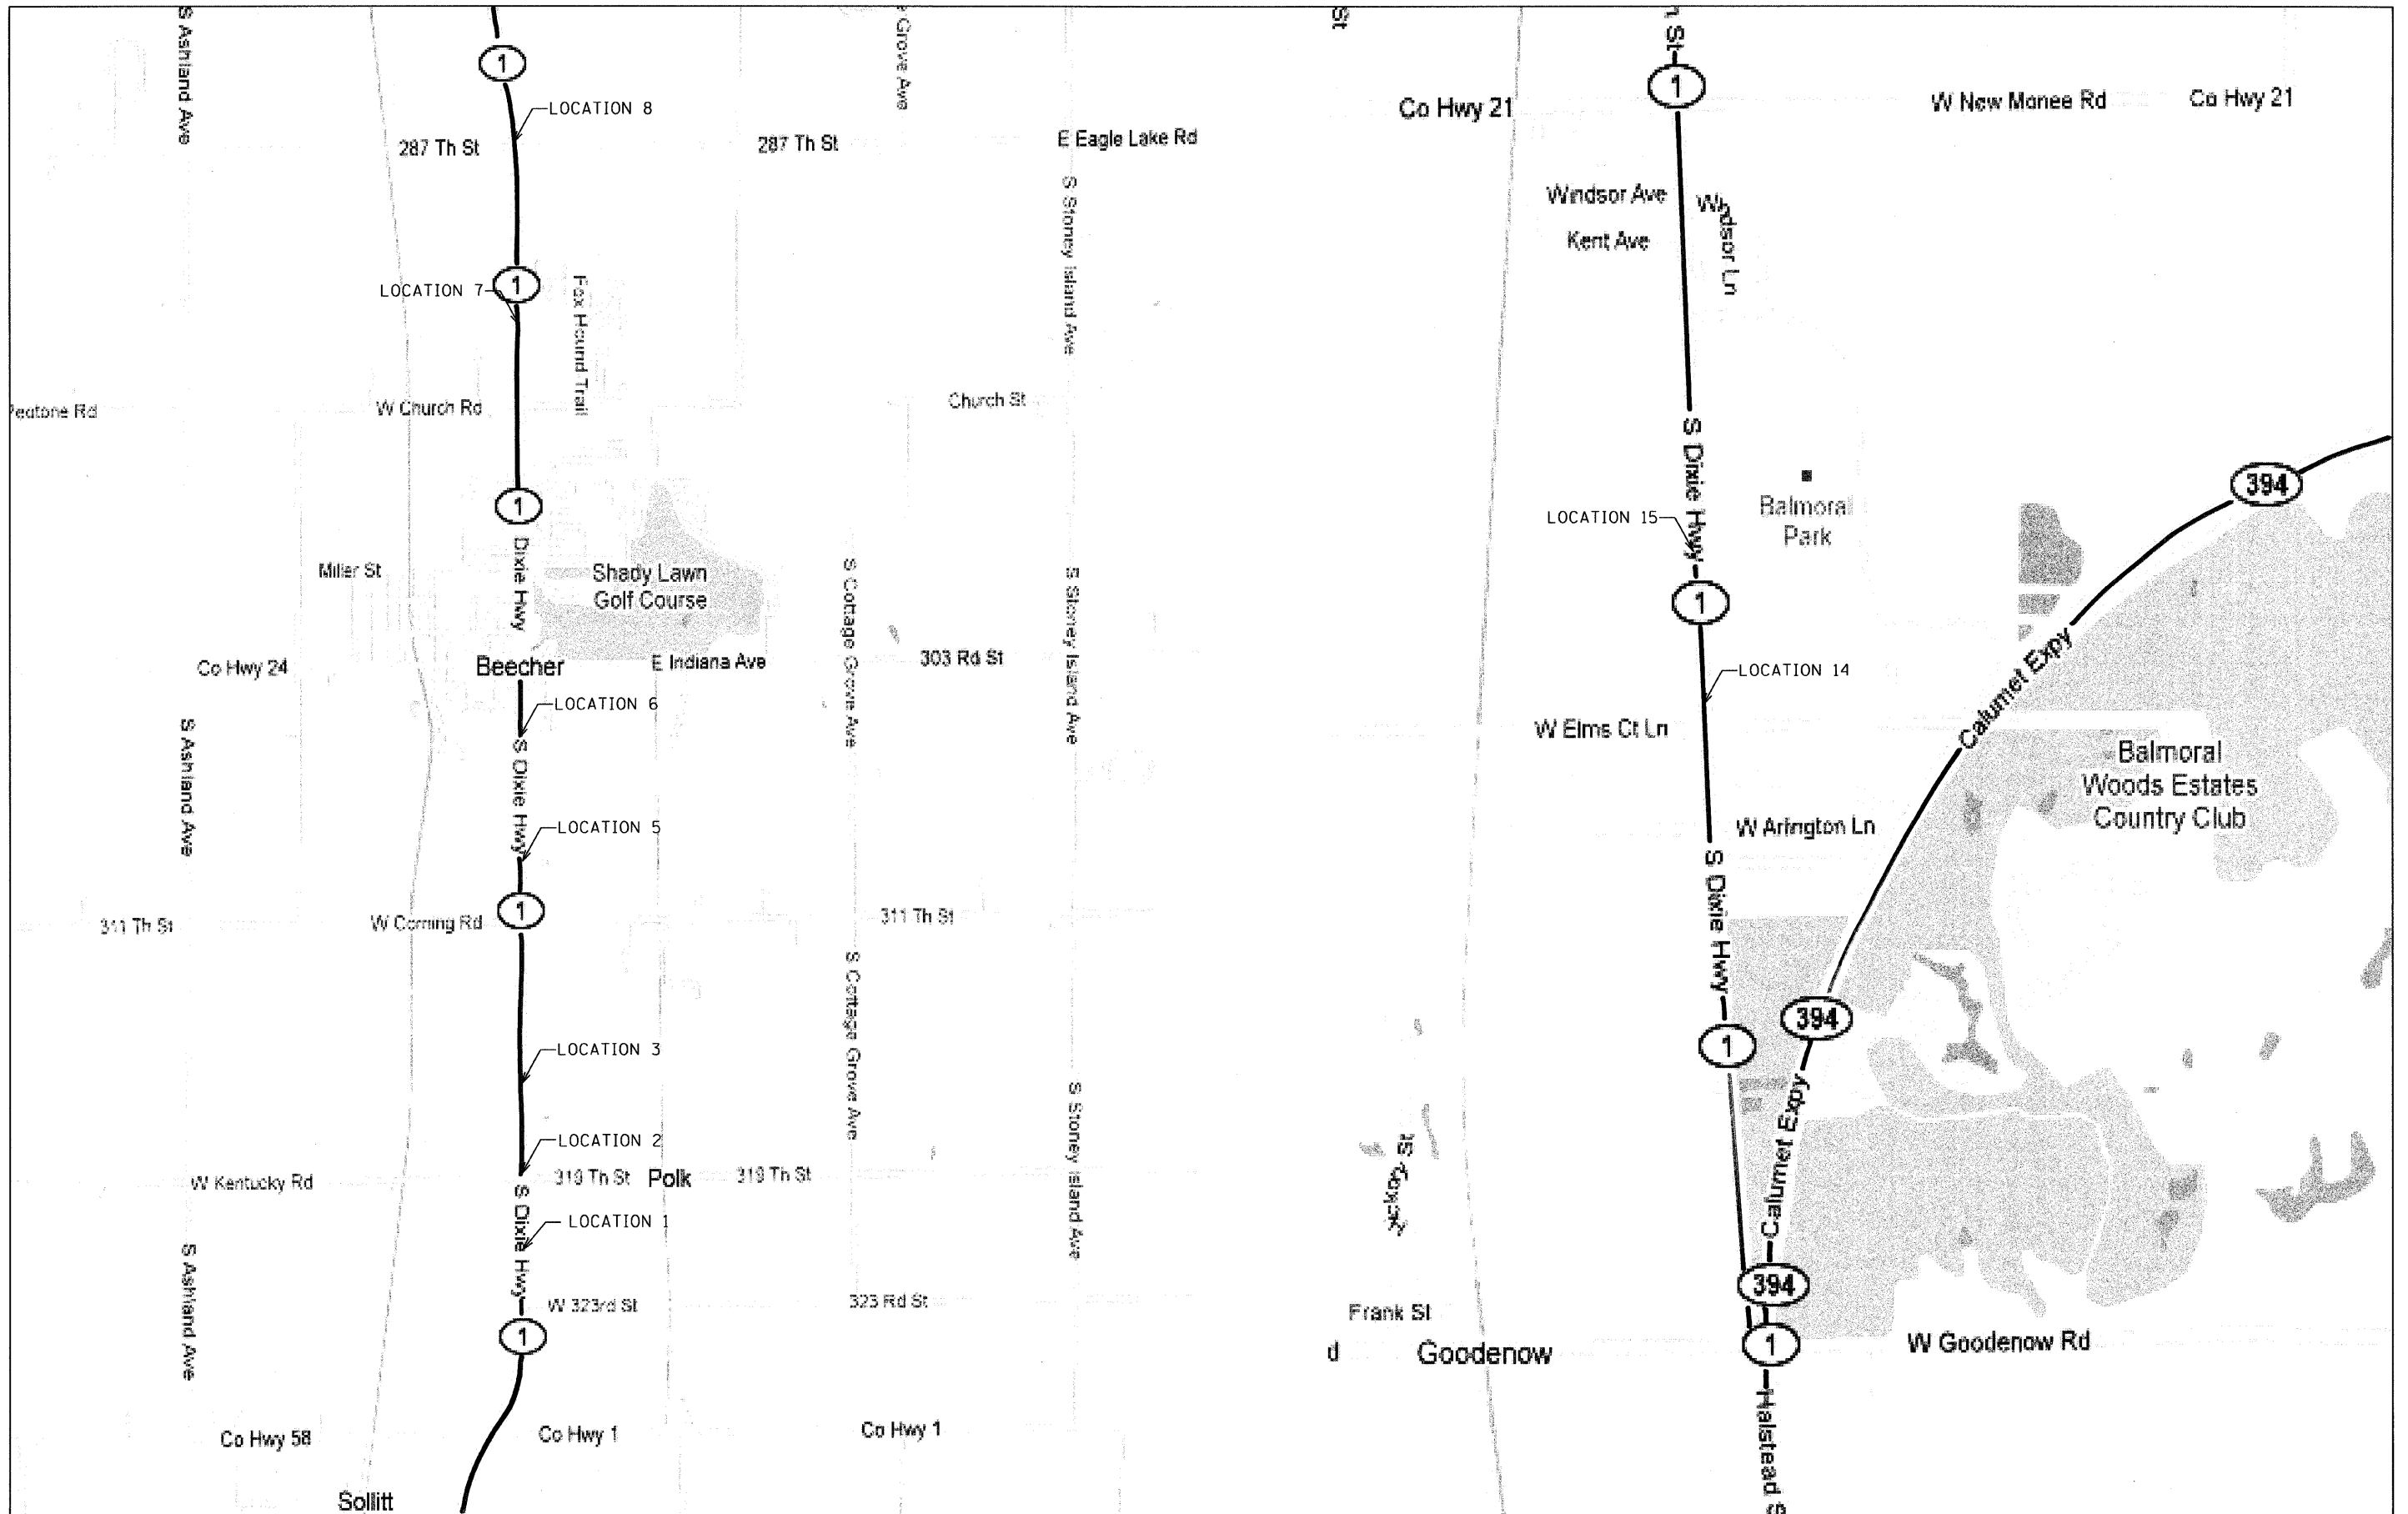 S Ashland Ave
1
LOCATION 8
287 Th St
287 Th St
Grove Ave
E Eagle Lake Rd
S Stoney Island Ave
1
LOCATION 7
Fox Hound Trail
Peotone Rd
W Church Rd
Church St
1
Dixie Hwy
Miller St
Shady Lawn
Golf Course
S Cottage Grove Ave
S Stoney Island Ave
Co Hwy 24
Beecher
E Indiana Ave
303 Rd St
LOCATION 6
S Ashland Ave
S Dixie Hwy
LOCATION 5
1
311 Th St
W Corning Rd
311 Th St
S Cottage Grove Ave
LOCATION 3
S Stoney Island Ave
LOCATION 2
W Kentucky Rd
319 Th St
Polk
319 Th St
S Dixie Hwy
LOCATION 1
S Ashland Ave
W 323rd St
323 Rd St
1
Co Hwy 58
Co Hwy 1
Co Hwy 1
Sollitt
St
St
1
Co Hwy 21
W New Monee Rd
Co Hwy 21
Windsor Ave
Windsor Ln
Kent Ave
S Dixie Hwy
394
Balmoral
Park
LOCATION 15
1
Calumet Expy
LOCATION 14
W Elms Ct Ln
Balmoral
Woods Estates
Country Club
W Arlington Ln
S Dixie Hwy
394
1
Calumet Expy
394
Frank St
1
d
Goodenow
W Goodenow Rd
Halstead S